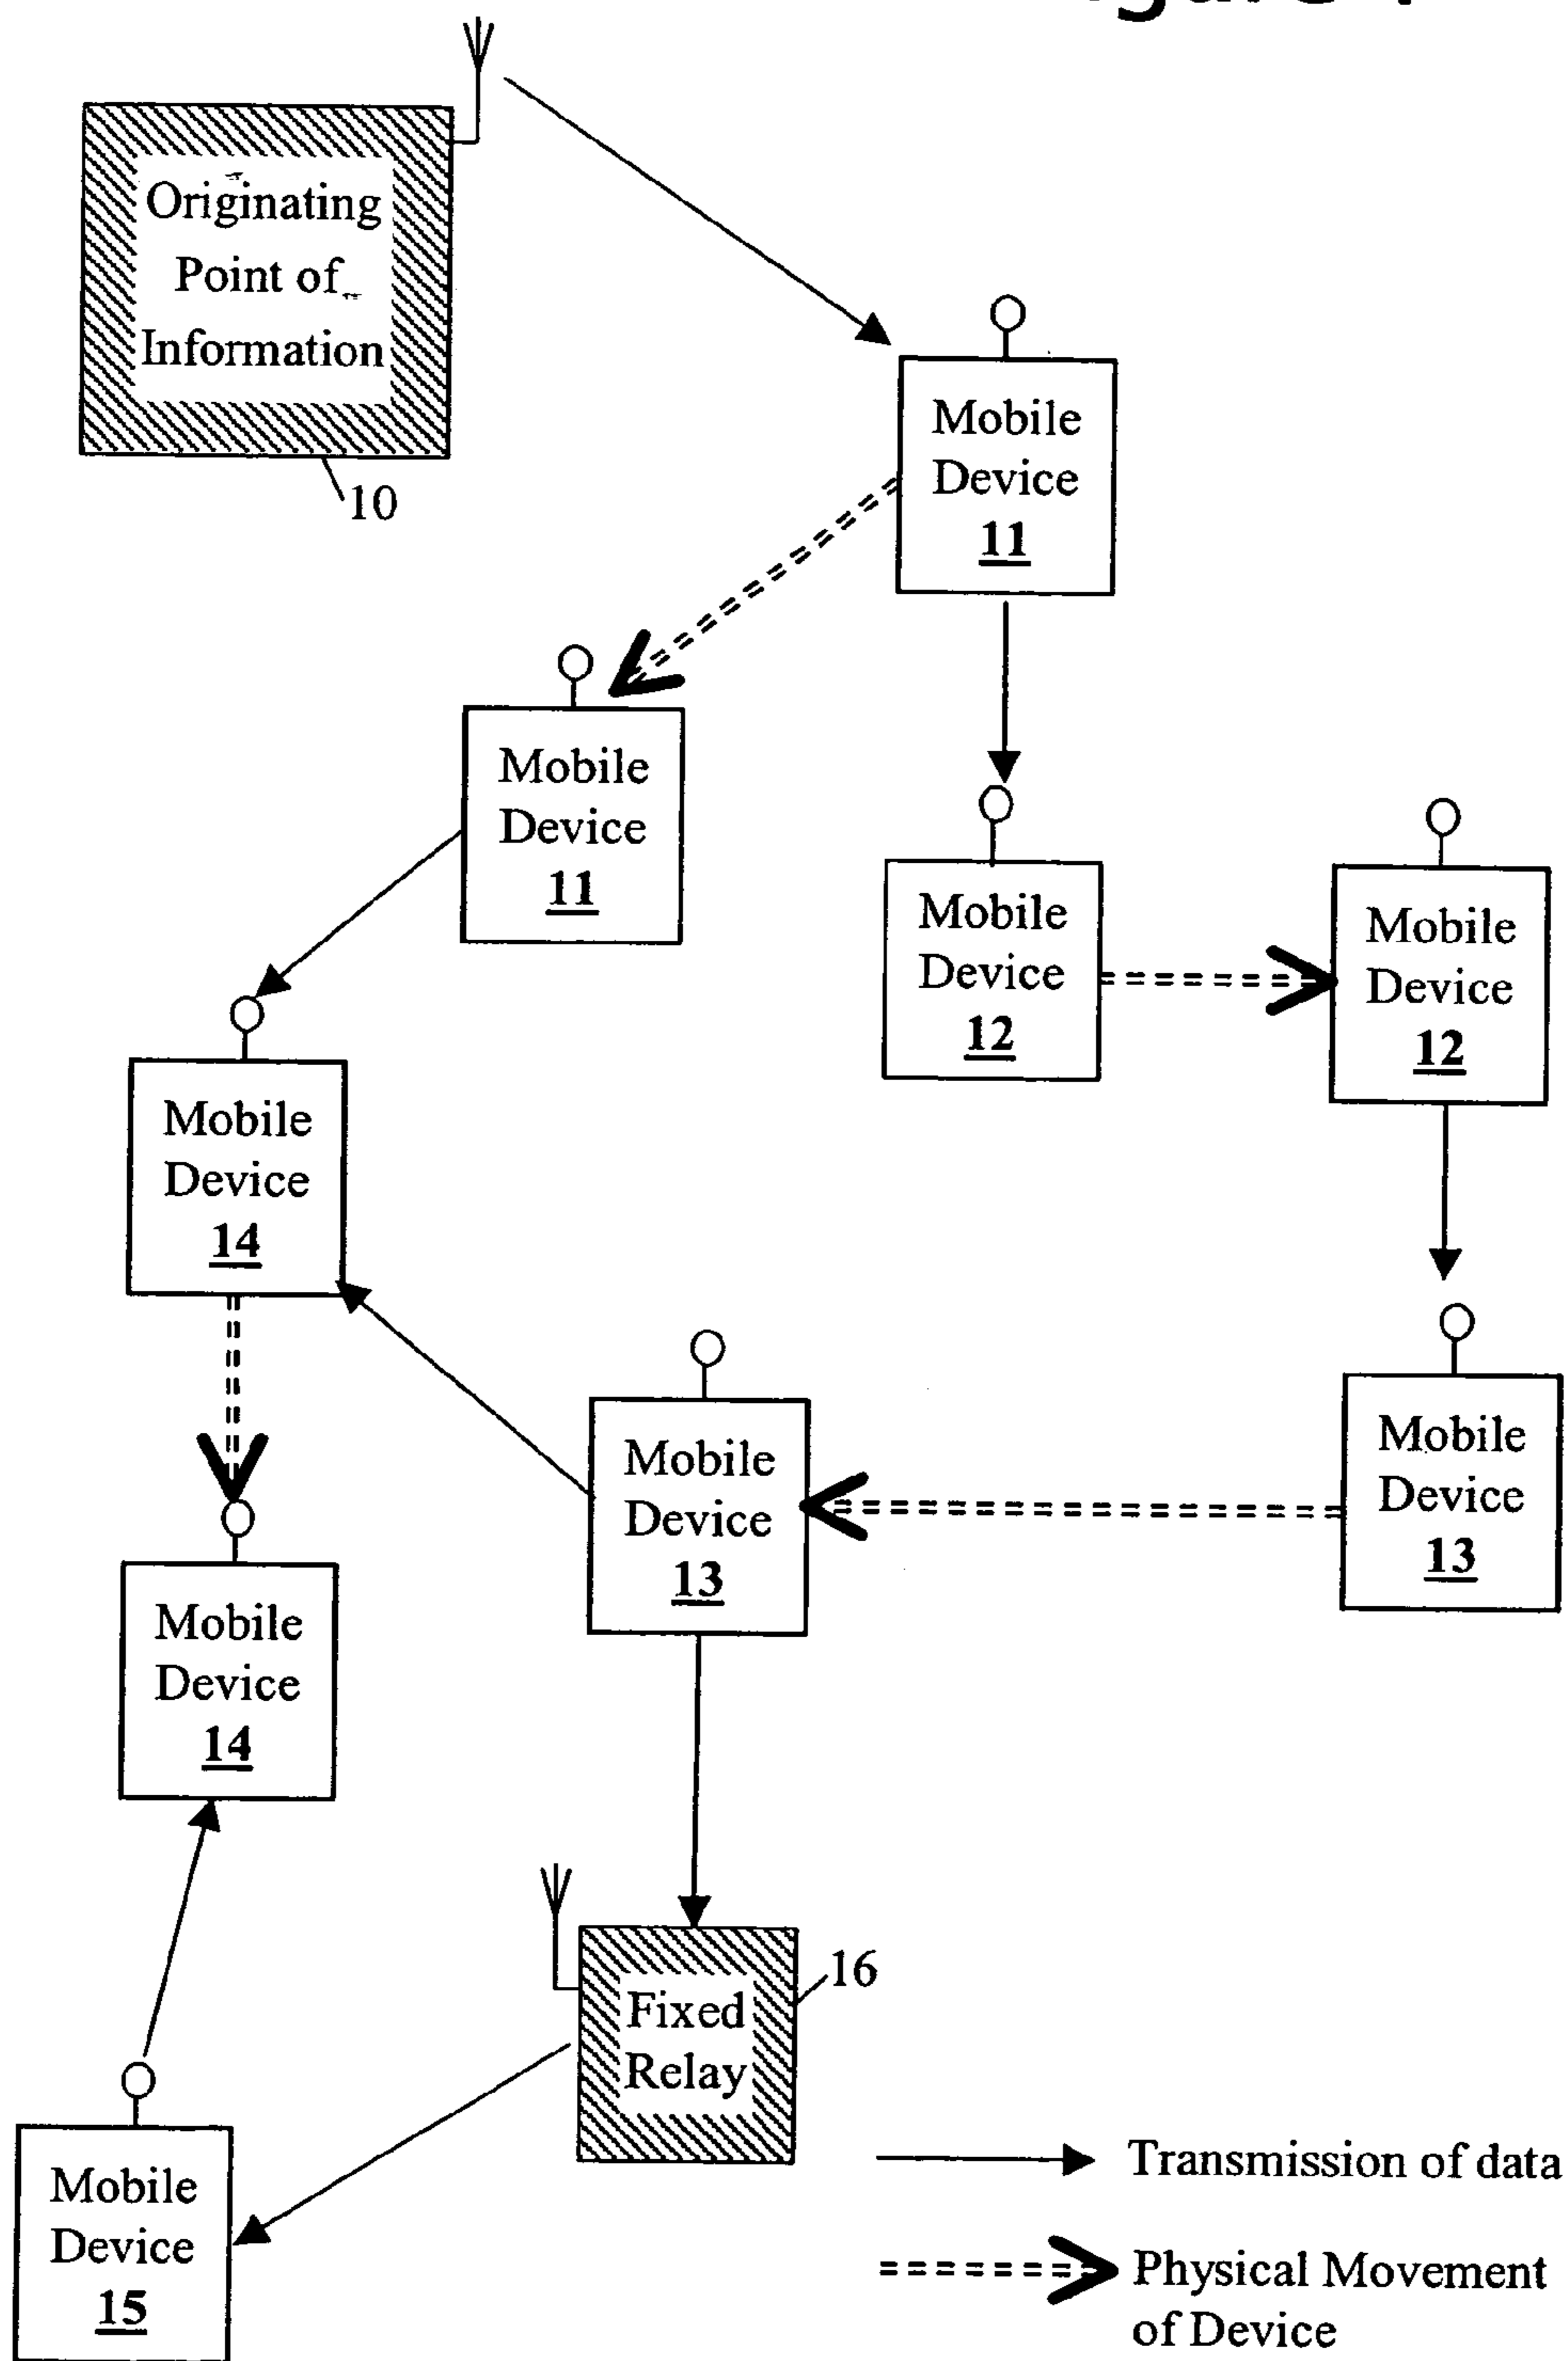 Originating
Point of
Information
10
Mobile
Device
11
Mobile
Device
11
Mobile
Device
12
Mobile
Device
12
Mobile
Device
14
Mobile
Device
13
Mobile
Device
13
Mobile
Device
14
16
Fixed
Relay
Mobile
Device
15
Transmission of data
Physical Movement
of Device